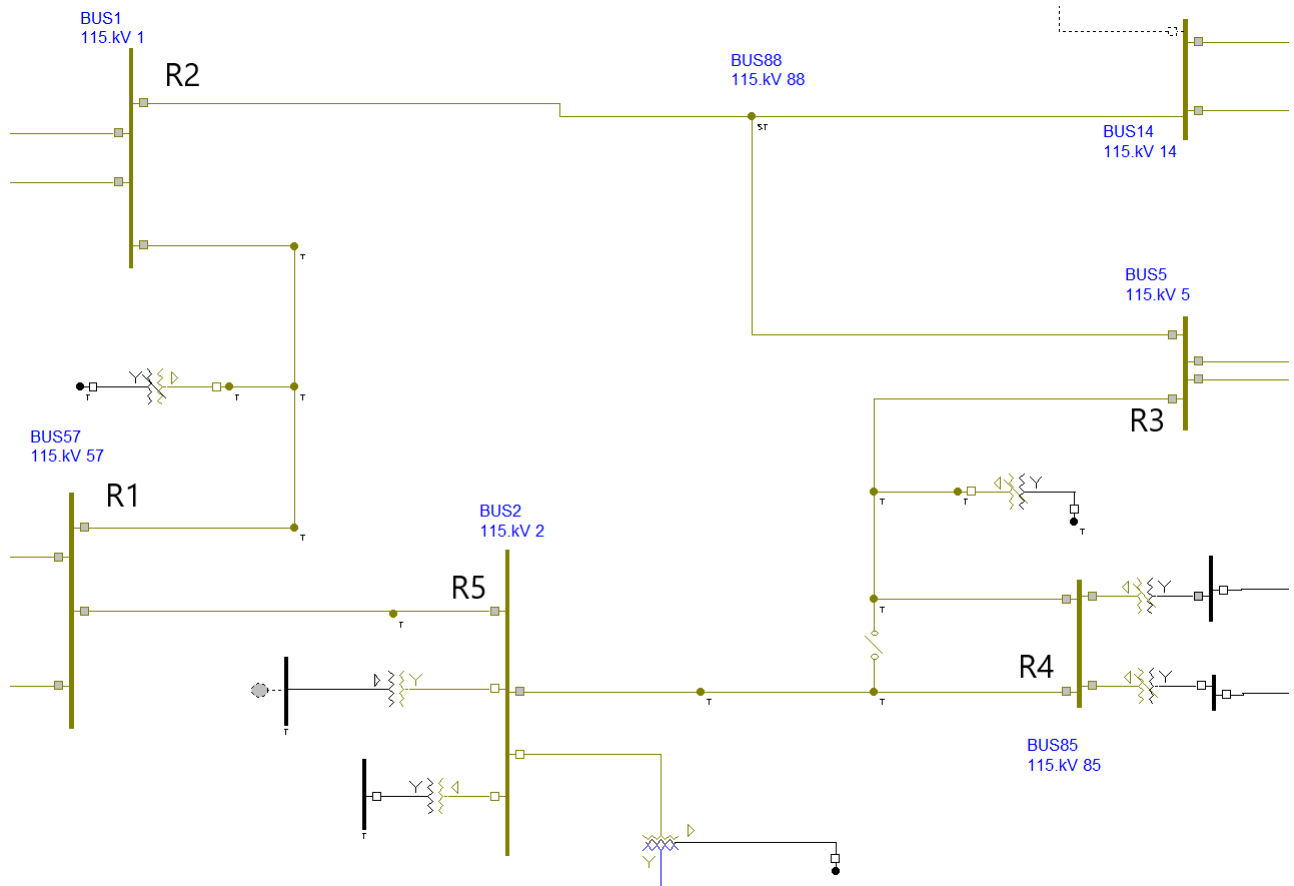 BUS1
115.kV 1
R2
BUS88
115.kV 88
ST
BUS14
115.kV 14
T
BUS5
115.kV 5
Y
T
T
T
R3
BUS57
115.kV 57
R1
Y
T
T
BUS2
115.kV 2
T
T
R5
Y
T
T
R4
Y
Y
T
T
Y
T
BUS85
115.kV 85
Y
T
Y